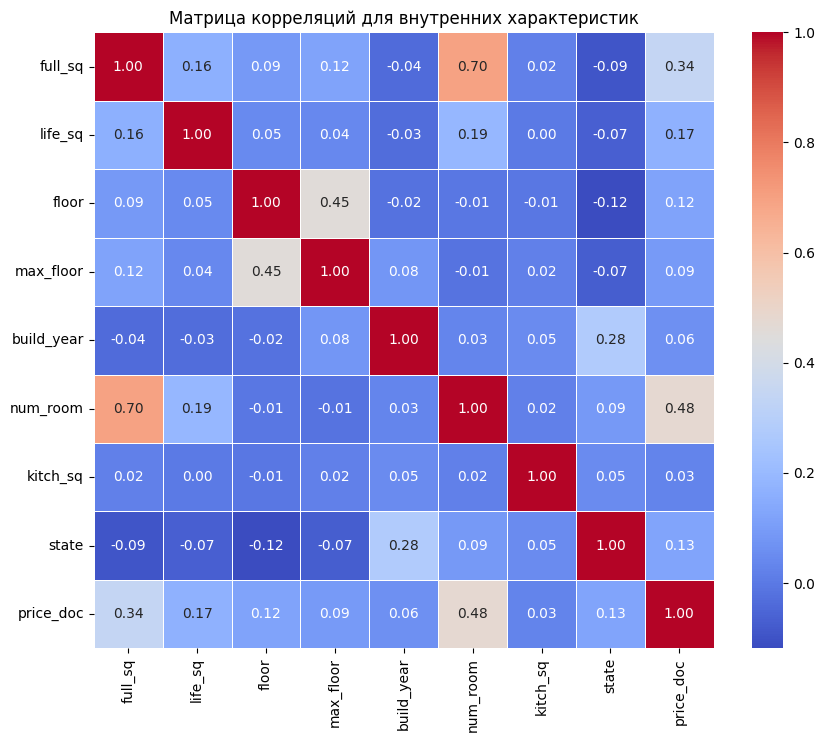 Матрица корреляций для внутренних характеристик
full_sq 1.00 0.16 0.09 0.12 -0.04 0.70 0.02 -0.09 0.34
life_sq 0.16 1.00 0.05 0.04 -0.03 0.19 0.00 -0.07 0.17
floor 0.09 0.05 1.00 0.45 -0.02 -0.01 -0.01 -0.12 0.12
max_floor 0.12 0.04 0.45 1.00 0.08 -0.01 0.02 -0.07 0.09
build_year -0.04 -0.03 -0.02 0.08 1.00 0.03 0.05 0.28 0.06
num_room 0.70 0.19 -0.01 -0.01 0.03 1.00 0.02 0.09 0.48
kitch_sq 0.02 0.00 -0.01 0.02 0.05 0.02 1.00 0.05 0.03
state -0.09 -0.07 -0.12 -0.07 0.28 0.09 0.05 1.00 0.13
price_doc 0.34 0.17 0.12 0.09 0.06 0.48 0.03 0.13 1.00
full_sq life_sq floor max_floor build_year num_room kitch_sq state price_doc
1.0
0.8
0.6
0.4
0.2
0.0